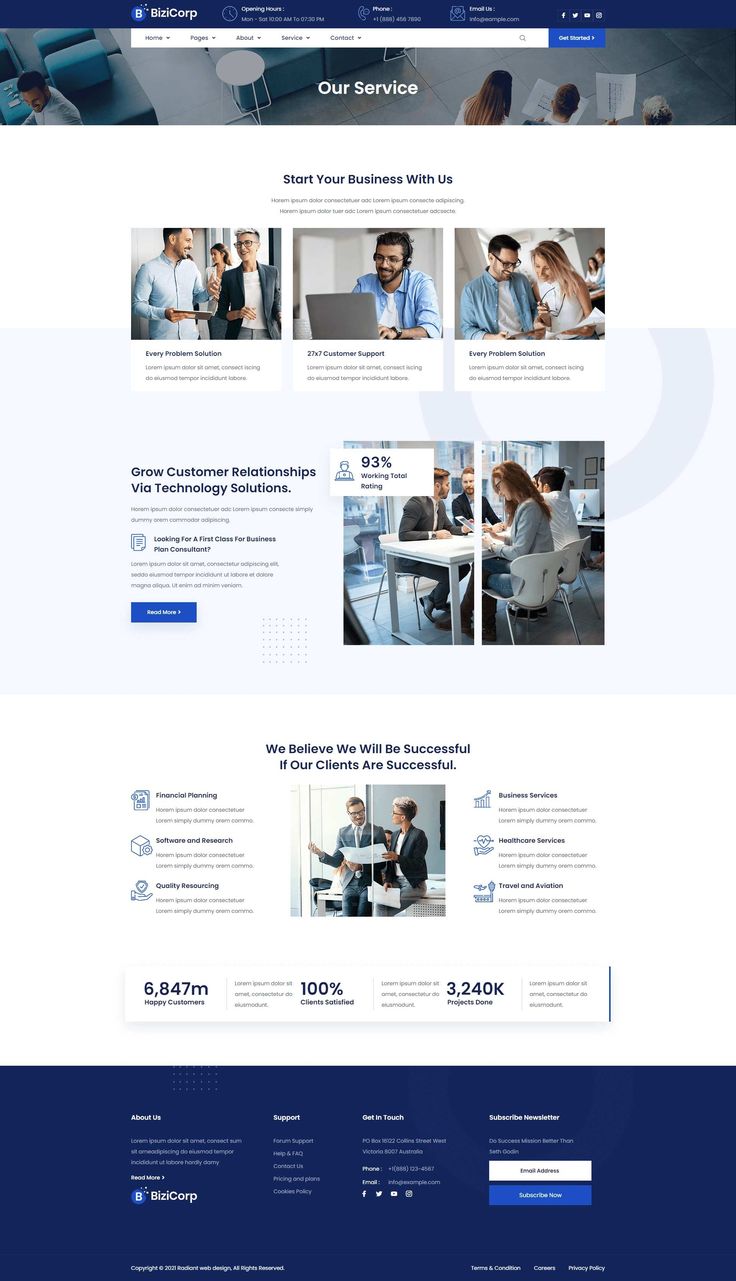 BiziCorp
Opening Hours :
Mon - Sat 10:00 AM To 07:30 PM
Phone :
+1 (888) 456 7890
Email Us :
info@example.com
Home
Pages
About
Service
Contact
Get Started
Our Service
Start Your Business With Us
Horem ipsum dolor consectetuer adc Lorem ipsum consecte adipiscing.
Horem ipsum dolor tuer adc Lorem ipsum consectetuer adcsecte.
Every Problem Solution
Lorem ipsum dolor sit amet, consect iscing
do eiusmod tempor incididunt labore.
27x7 Customer Support
Lorem ipsum dolor sit amet, consect iscing
do eiusmod tempor incididunt labore.
Every Problem Solution
Lorem ipsum dolor sit amet, consect iscing
do eiusmod tempor incididunt labore.
Grow Customer Relationships
Via Technology Solutions.
Horem ipsum dolor consectetuer adc Lorem ipsum consecte simply
dummy orem commodor adipiscing.
Looking For A First Class For Business
Plan Consultant?
Lorem ipsum dolor sit amet, consectetur adipiscing elit,
seddo eiusmod tempor incididunt ut labore et dolore
magna aliqua. Ut enim ad minim veniam.
Read More
93%
Working Total
Rating
We Believe We Will Be Successful
If Our Clients Are Successful.
Financial Planning
Horem ipsum dolor consectetuer
Lorem simply dummy orem commo.
Software and Research
Horem ipsum dolor consectetuer
Lorem simply dummy orem commo.
Quality Resourcing
Horem ipsum dolor consectetuer
Lorem simply dummy orem commo.
Business Services
Horem ipsum dolor consectetuer
Lorem simply dummy orem commo.
Healthcare Services
Horem ipsum dolor consectetuer
Lorem simply dummy orem commo.
Travel and Aviation
Horem ipsum dolor consectetuer
Lorem simply dummy orem commo.
6,847m
Happy Customers
Lorem ipsum dolor sit
amet, consectetur do
eiusmodunt.
100%
Clients Satisfied
Lorem ipsum dolor sit
amet, consectetur do
eiusmodunt.
3,240K
Projects Done
Lorem ipsum dolor sit
amet, consectetur do
eiusmodunt.
About Us
Lorem ipsum dolor sit amet, consect sum
sit ameadipiscing do eiusmod tempor
incididunt ut labore hardly damy
Read More
BiziCorp
Support
Forum Support
Help & FAQ
Contact Us
Pricing and plans
Cookies Policy
Get In Touch
PO Box 16122 Collins Street West
Victoria 8007 Australia
Phone : +1(888) 123-4567
Email : info@example.com
Subscribe Newsletter
Do Success Mission Better Than
Seth Godin
Email Address
Subscribe Now
Copyright © 2021 Radiant web design, All Rights Reserved.
Terms & Condition
Careers
Privacy Policy